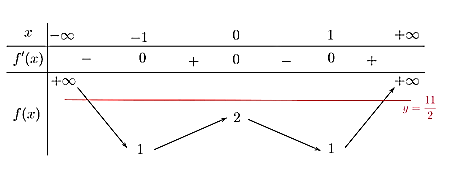 x −∞ −1 0 1 +∞
f′(x) − 0 + 0 − 0 +
+∞ +∞
y = 11/2
f(x) 2
1 1